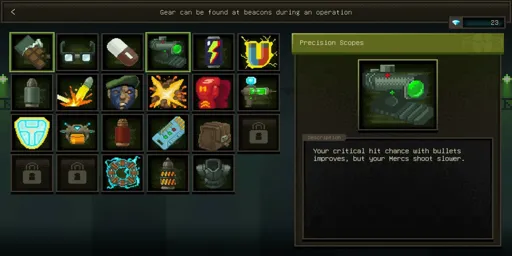 Gear can be found at beacons during an operation
23
Precision Scopes
Description
Your critical hit chance with bullets
improves, but your Mercs shoot slower.